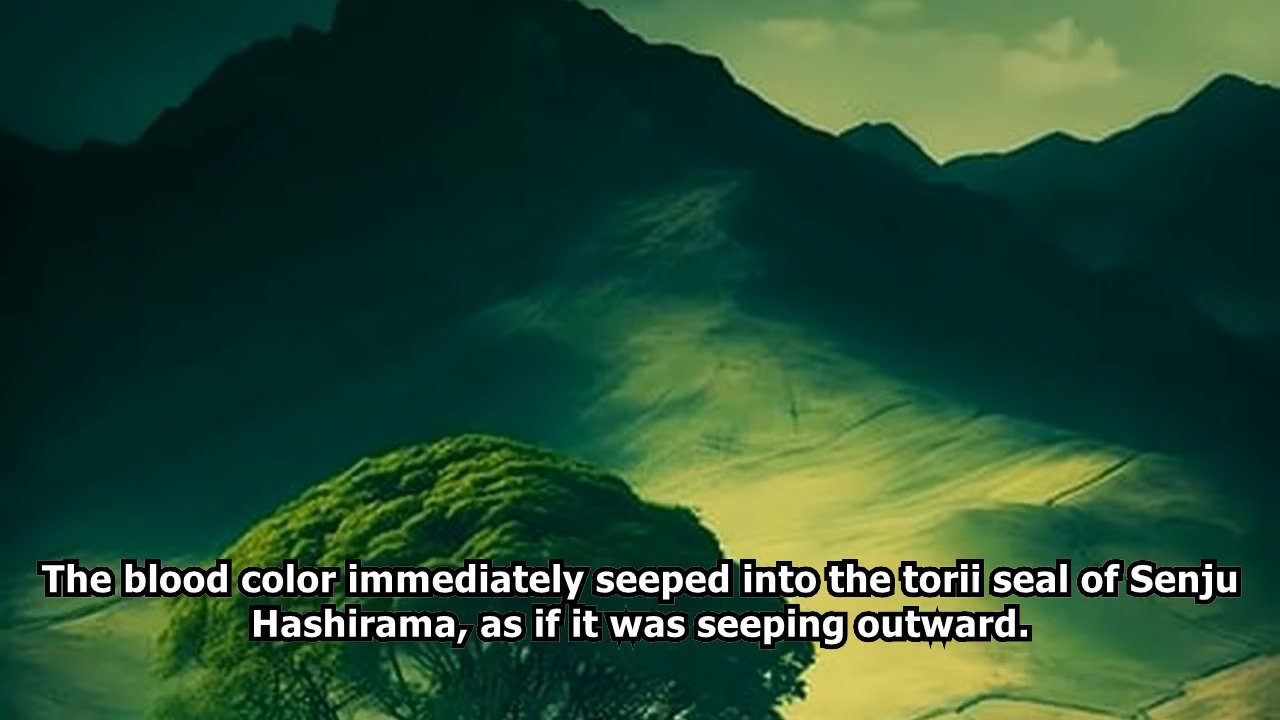 The blood color immediately seeped into the torii seal of Senju
Hashirama, as if it was seeping outward.